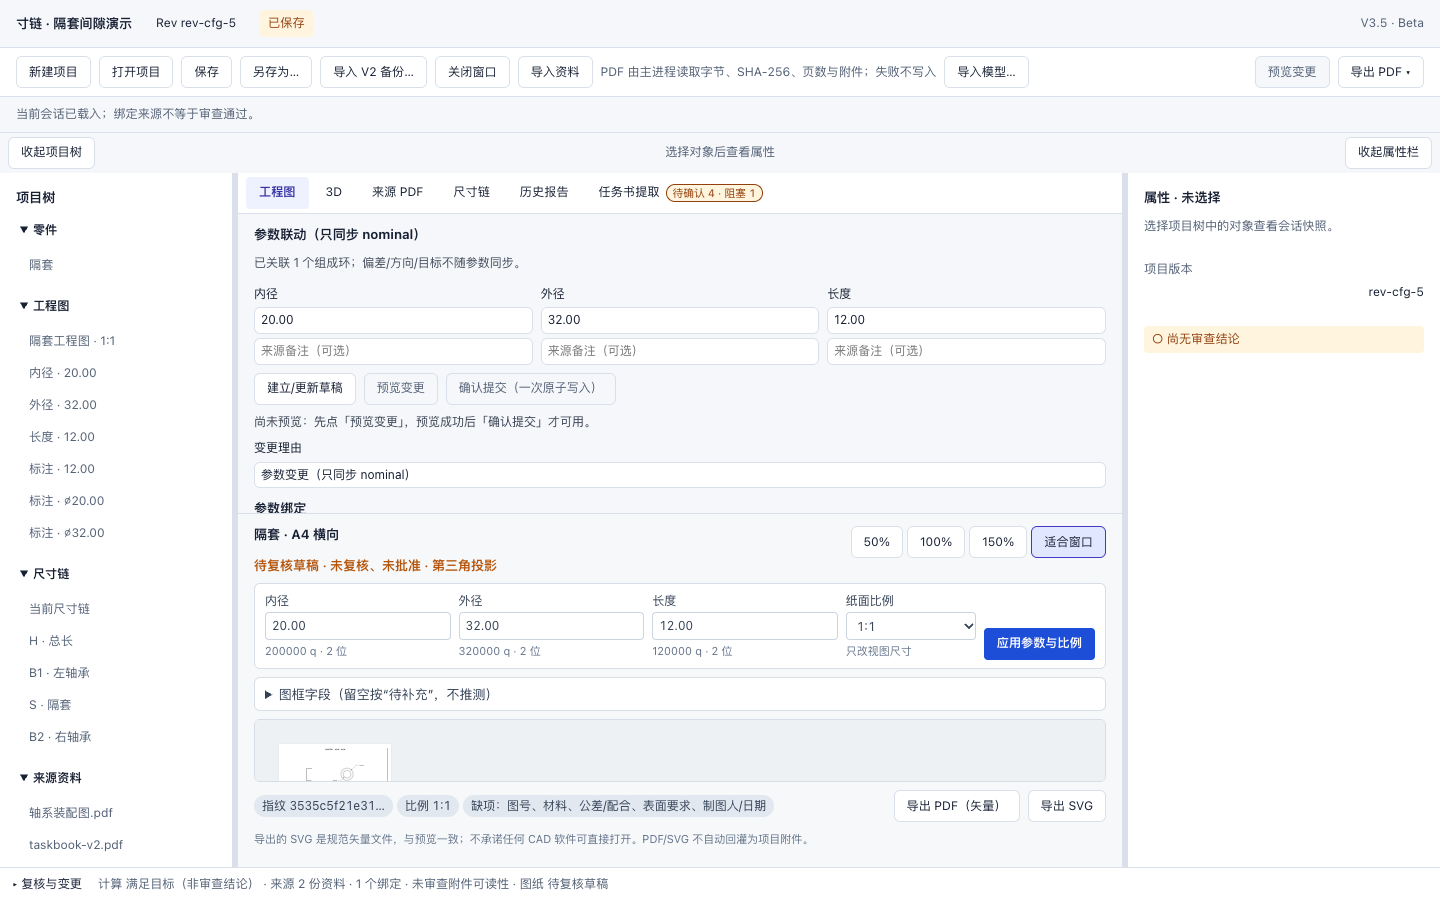 寸链 · 隔套间隙演示 Rev rev-cfg-5 已保存 V3.5 · Beta
新建项目 打开项目 保存 另存为... 导入 V2 备份... 关闭窗口 导入资料 PDF 由主进程读取字节、SHA-256、页数与附件；失败不写入 导入模型... 预览变更 导出 PDF ▾
当前会话已载入；绑定来源不等于审查通过。
收起项目树 选择对象后查看属性 收起属性栏
项目树
▼ 零件
隔套
▼ 工程图
隔套工程图 · 1:1
内径 · 20.00
外径 · 32.00
长度 · 12.00
标注 · 12.00
标注 · ⌀20.00
标注 · ⌀32.00
▼ 尺寸链
当前尺寸链
H · 总长
B1 · 左轴承
S · 隔套
B2 · 右轴承
▼ 来源资料
轴系装配图.pdf
taskbook-v2.pdf
工程图 3D 来源 PDF 尺寸链 历史报告 任务书提取 待确认 4 · 阻塞 1
参数联动（只同步 nominal）
已关联 1 个组成环；偏差/方向/目标不随参数同步。
内径 外径 长度
20.00 32.00 12.00
来源备注（可选） 来源备注（可选） 来源备注（可选）
建立/更新草稿 预览变更 确认提交（一次原子写入）
尚未预览：先点「预览变更」，预览成功后「确认提交」才可用。
变更理由
参数变更（只同步 nominal）
参数绑定
隔套 · A4 横向 50% 100% 150% 适合窗口
待复核草稿 · 未复核、未批准 · 第三角投影
内径 外径 长度 纸面比例
20.00 32.00 12.00 1:1 应用参数与比例
200000 q · 2 位 320000 q · 2 位 120000 q · 2 位 只改视图尺寸
▶ 图框字段（留空按“待补充”，不推测）
指纹 3535c5f21e31... 比例 1:1 缺项：图号、材料、公差/配合、表面要求、制图人/日期 导出 PDF（矢量） 导出 SVG
导出的 SVG 是规范矢量文件，与预览一致；不承诺任何 CAD 软件可直接打开。PDF/SVG 不自动回灌为项目附件。
属性 · 未选择
选择项目树中的对象查看会话快照。
项目版本
rev-cfg-5
○ 尚无审查结论
▸ 复核与变更 计算 满足目标（非审查结论） · 来源 2 份资料 · 1 个绑定 · 未审查附件可读性 · 图纸 待复核草稿